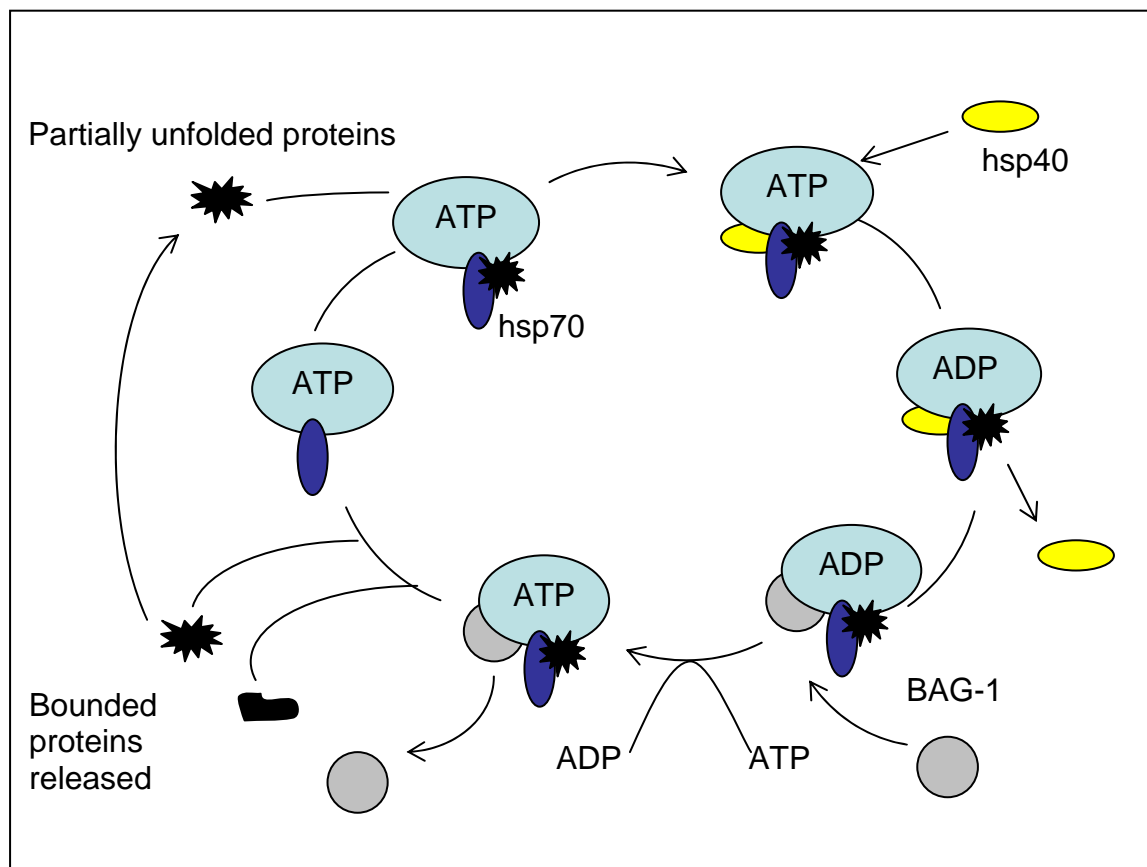 Partially unfolded proteins
hsp40
ATP
ATP
hsp70
ATP
ADP
ATP
ADP
BAG-1
Bounded
proteins
released
ADP
ATP